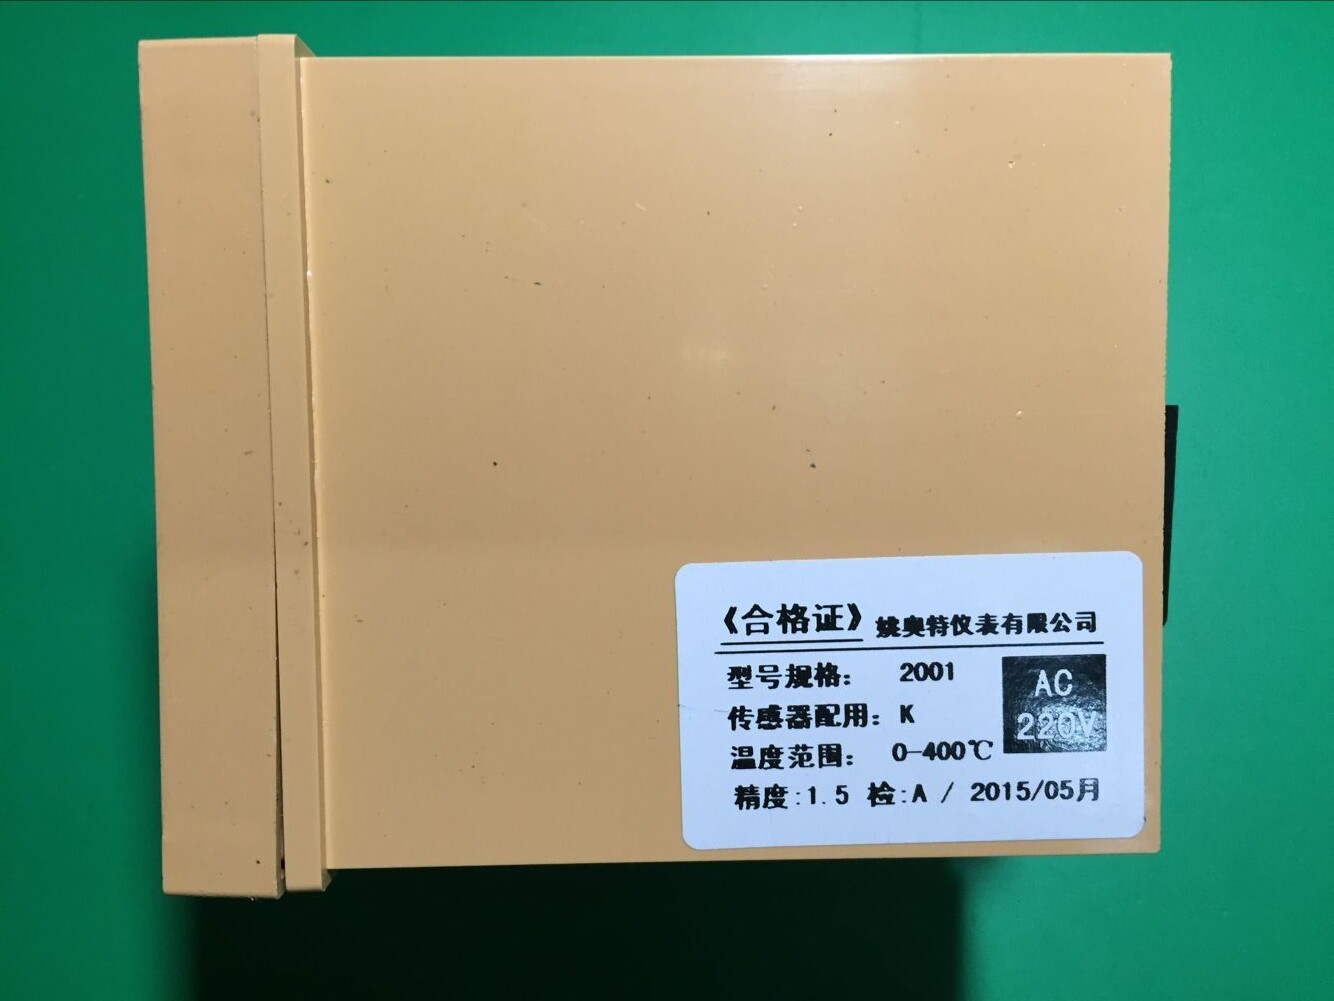 《合格证》 姚奥特仪表有限公司
型号规格: 2001
传感器配用: K
温度范围: 0-400℃
AC
220V
精度:1.5 检:A / 2015/05月